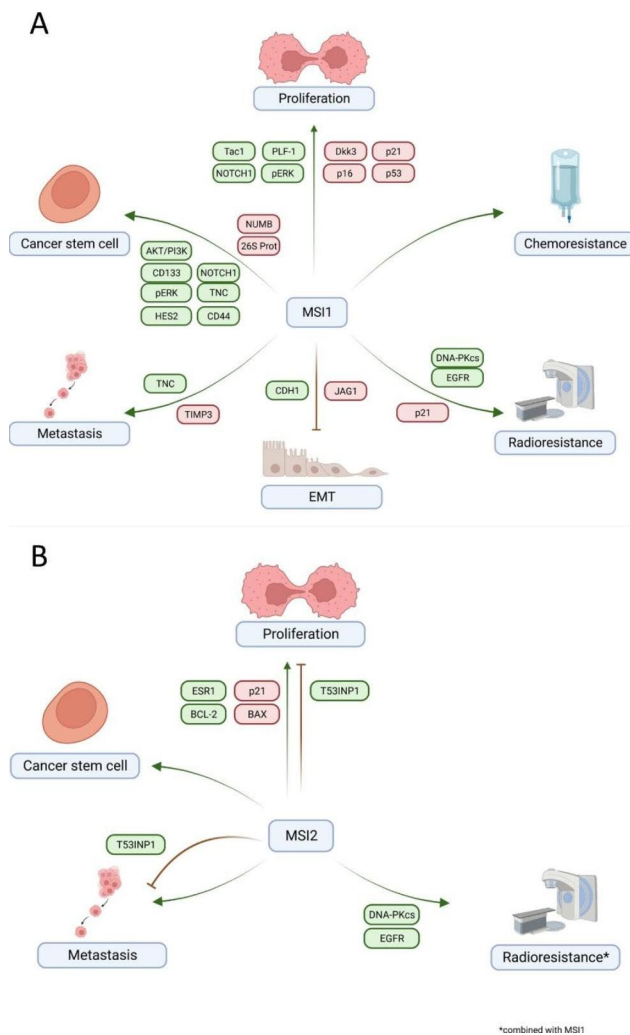 A
Proliferation
Tac1 PLF-1 Dkk3 p21
NOTCH1 pERK p16 p53
Cancer stem cell
NUMB
26S Prot
Chemoresistance
AKT/PI3K
CD133 NOTCH1
pERK TNC
HES2 CD44
MSI1
DNA-PKcs
EGFR
TNC
CDH1 JAG1
TIMP3
p21
Metastasis
Radioresistance
EMT
B
Proliferation
ESR1 p21 T53INP1
BCL-2 BAX
Cancer stem cell
MSI2
T53INP1
DNA-PKcs
EGFR
Metastasis
Radioresistance*
*combined with MSI1